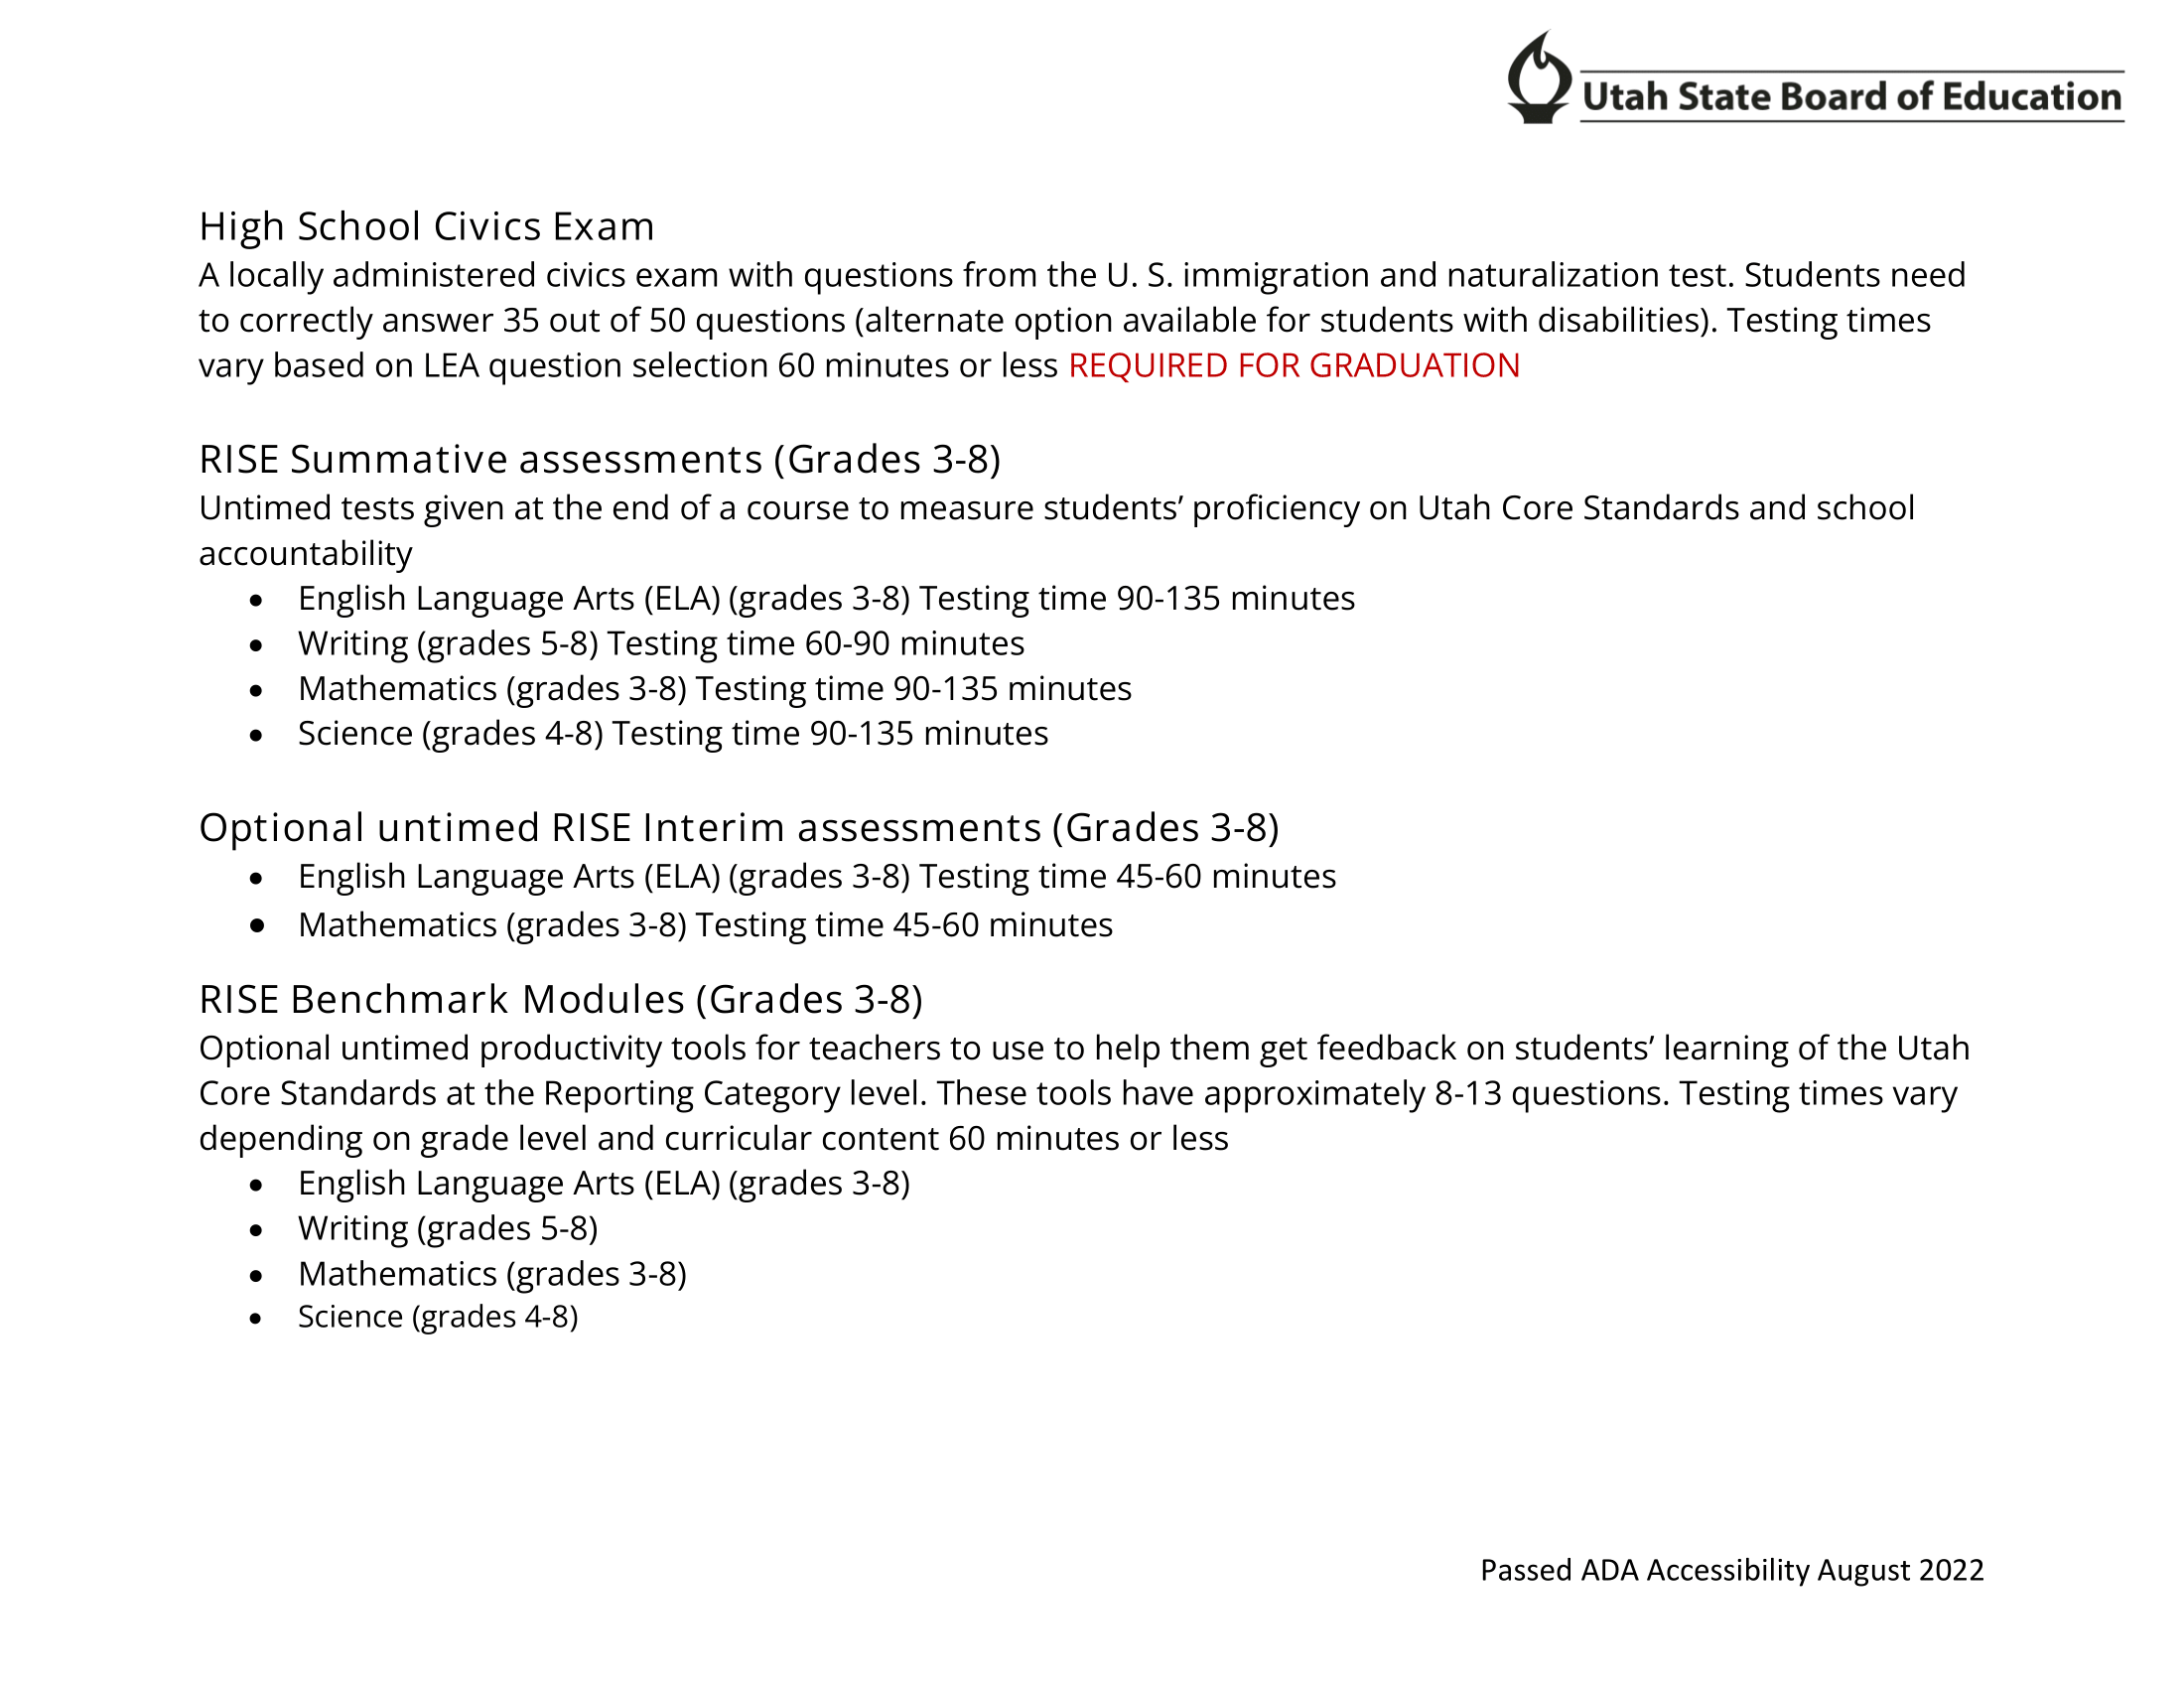 Utah State Board of Education
High School Civics Exam
A locally administered civics exam with questions from the U. S. immigration and naturalization test. Students need
to correctly answer 35 out of 50 questions (alternate option available for students with disabilities). Testing times
vary based on LEA question selection 60 minutes or less REQUIRED FOR GRADUATION
RISE Summative assessments (Grades 3-8)
Untimed tests given at the end of a course to measure students’ proficiency on Utah Core Standards and school
accountability
• English Language Arts (ELA) (grades 3-8) Testing time 90-135 minutes
• Writing (grades 5-8) Testing time 60-90 minutes
• Mathematics (grades 3-8) Testing time 90-135 minutes
• Science (grades 4-8) Testing time 90-135 minutes
Optional untimed RISE Interim assessments (Grades 3-8)
• English Language Arts (ELA) (grades 3-8) Testing time 45-60 minutes
• Mathematics (grades 3-8) Testing time 45-60 minutes
RISE Benchmark Modules (Grades 3-8)
Optional untimed productivity tools for teachers to use to help them get feedback on students’ learning of the Utah
Core Standards at the Reporting Category level. These tools have approximately 8-13 questions. Testing times vary
depending on grade level and curricular content 60 minutes or less
• English Language Arts (ELA) (grades 3-8)
• Writing (grades 5-8)
• Mathematics (grades 3-8)
• Science (grades 4-8)
Passed ADA Accessibility August 2022